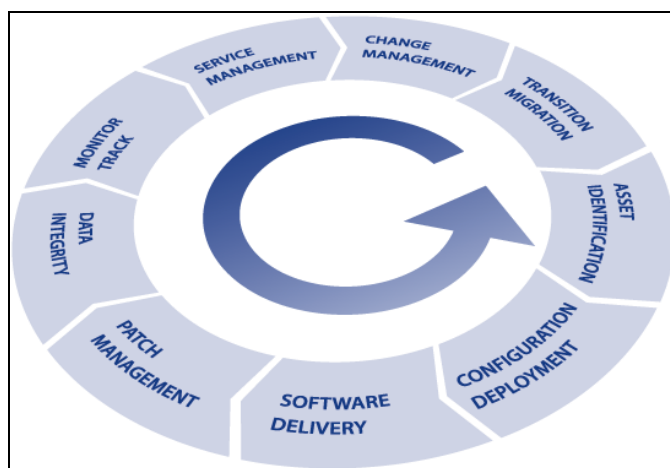 SERVICE
MANAGEMENT
CHANGE
MANAGEMENT
TRANSITION
MIGRATION
ASSET
IDENTIFICATION
CONFIGURATION
DEPLOYMENT
SOFTWARE
DELIVERY
PATCH
MANAGEMENT
DATA
INTEGRITY
MONITOR
TRACK